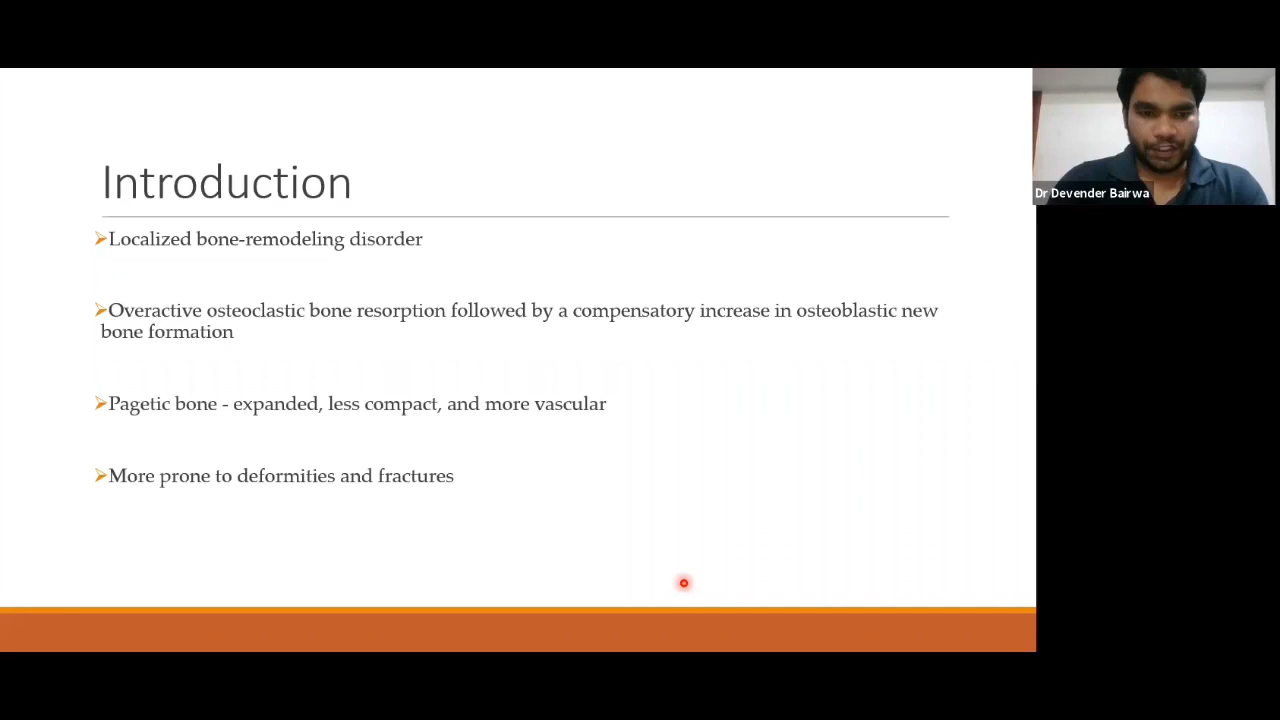 Introduction
➢Localized bone-remodeling disorder
➢Overactive osteoclastic bone resorption followed by a compensatory increase in osteoblastic new
bone formation
➢Pagetic bone - expanded, less compact, and more vascular
➢More prone to deformities and fractures
Dr Devender Bairwa